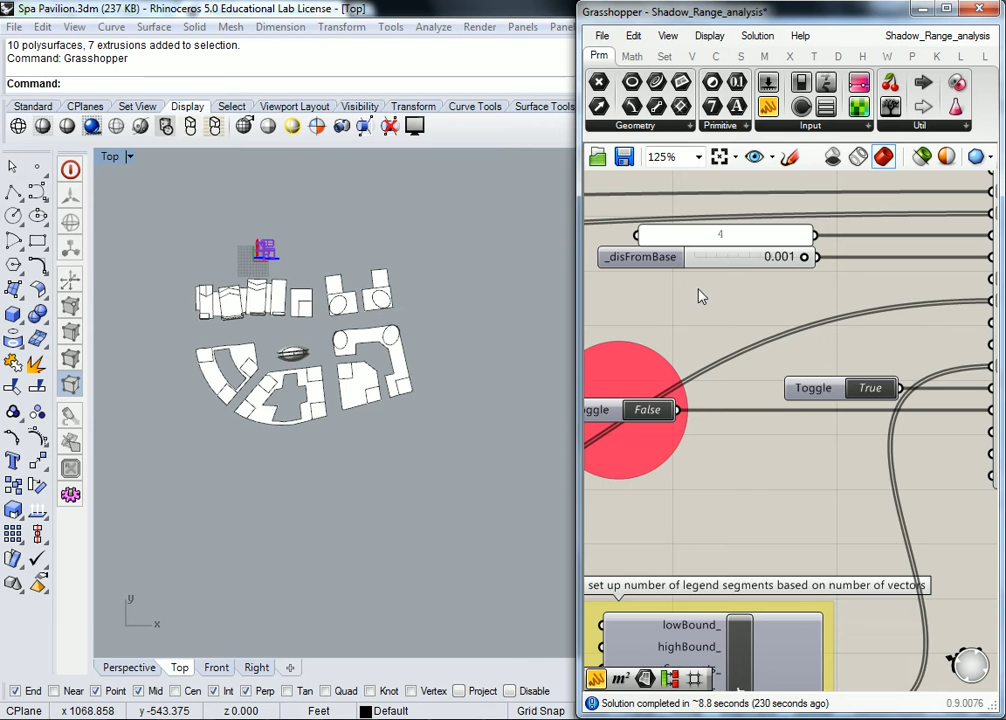 Spa Pavilion.3dm (237 KB) - Rhinoceros 5.0 Educational Lab License - [Top]
File Edit View Curve Surface Solid Mesh Dimension Transform Tools Analyze Render Panels
10 polysurfaces, 7 extrusions added to selection.
Command: Grasshopper
Command:
Standard CPlanes Set View Display Select Viewport Layout Visibility Transform Curve Tools Surface Tools
Top
y
x
Perspective Top Front Right
End Near Point Mid Cen Int Perp Tan Quad Knot Vertex Project Disable
CPlane x 1068.858 y -543.375 z 0.000 Feet Default Grid Snap
Grasshopper - Shadow_Range_analysis*
File Edit View Display Solution Help Shadow_Range_analysis
Prm Math Set V C S M X T D H W P L L
Geometry Primitive Input Util
125%
4
_disFromBase 0.001
Toggle True
ggle False
set up number of legend segments based on number of vectors
lowBound_
highBound_
m²
Solution completed in ~8.8 seconds (230 seconds ago) 0.9.0076